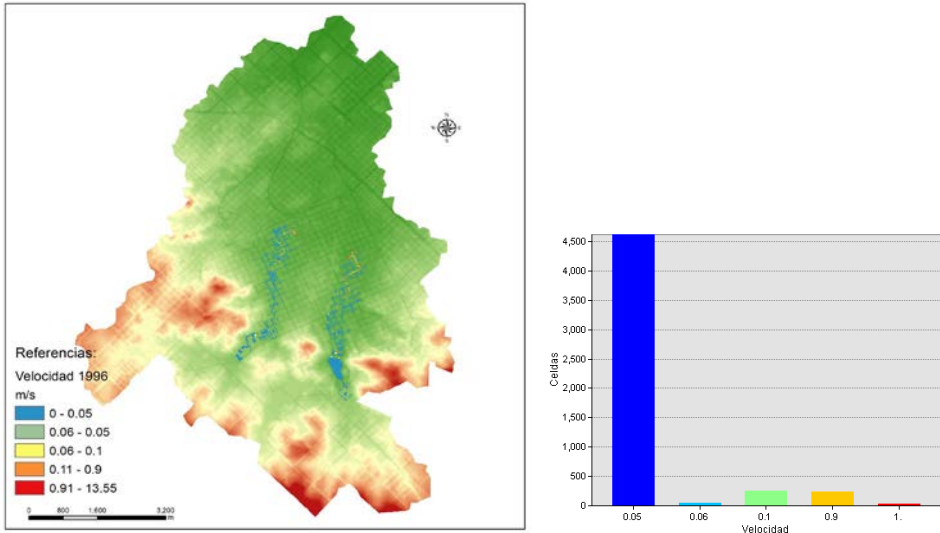 N
Referencias:
Velocidad 1996
m/s
0 - 0.05
0.06 - 0.05
0.06 - 0.1
0.11 - 0.9
0.91 - 13.55
0 800 1,600 3,200
m
4,500
4,000
3,500
3,000
2,500
2,000
1,500
1,000
500
0
Celdas
0.05 0.06 0.1 0.9 1.
Velocidad